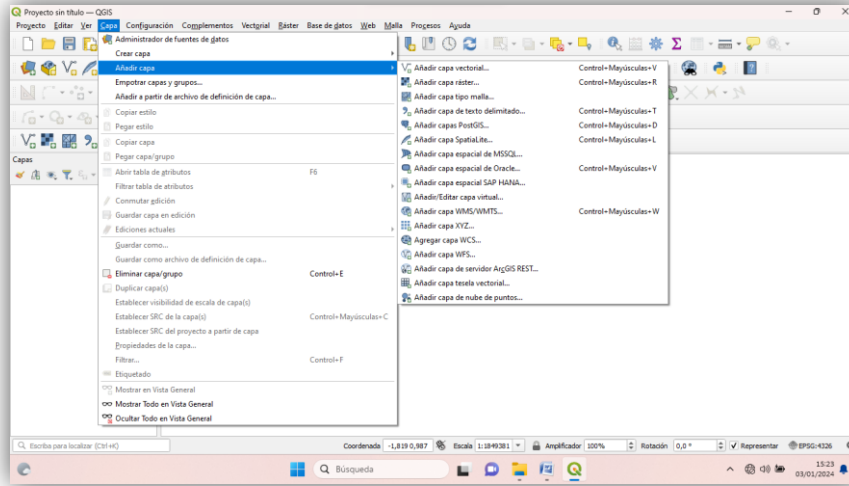 Proyecto sin título — QGIS
Proyecto Editar Ver Capa Configuración Complementos Vectorial Ráster Base de datos Web Malla Procesos Ayuda
Administrador de fuentes de datos
Crear capa
Añadir capa
Empotrar capas y grupos...
Añadir a partir de archivo de definición de capa...
Copiar estilo
Pegar estilo
Copiar capa
Pegar capa/grupo
Abrir tabla de atributos F6
Filtrar tabla de atributos
Conmutar edición
Guardar capa en edición
Ediciones actuales
Guardar como...
Guardar como archivo de definición de capa...
Eliminar capa/grupo Control+E
Duplicar capa(s)
Establecer visibilidad de escala de capa(s)
Establecer SRC de la capa(s) Control+Mayúsculas+C
Establecer SRC del proyecto a partir de capa
Propiedades de la capa...
Filtrar... Control+F
Etiquetado
Mostrar en Vista General
Mostrar Todo en Vista General
Ocultar Todo en Vista General
Añadir capa vectorial... Control+Mayúsculas+V
Añadir capa ráster... Control+Mayúsculas+R
Añadir capa tipo malla...
Añadir capa de texto delimitado... Control+Mayúsculas+T
Añadir capas PostGIS... Control+Mayúsculas+D
Añadir capa SpatiaLite... Control+Mayúsculas+L
Añadir capa espacial de MSSQL...
Añadir capa espacial de Oracle... Control+Mayúsculas+V
Añadir capa espacial SAP HANA...
Añadir/Editar capa virtual...
Añadir capa WMS/WMTS... Control+Mayúsculas+W
Añadir capa XYZ...
Agregar capa WCS...
Añadir capa WFS...
Añadir capa de servidor ArcGIS REST...
Añadir capa tesela vectorial...
Añadir capa de nube de puntos...
Capas
Escriba para localizar (Ctrl+K) Coordenada -1,819 0,987 Escala 1:1849381 Amplificador 100% Rotación 0,0 ° Representar EPSG:4326
Búsqueda
15:23
03/01/2024